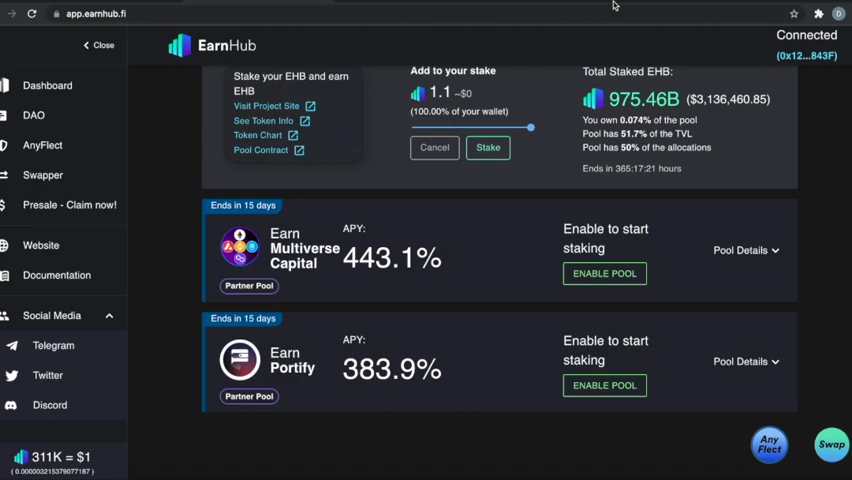 app.earnhub.fi
D
Close
EarnHub
Connected
(0x12...843F)
Dashboard
DAO
AnyFlect
Swapper
Presale - Claim now!
Website
Documentation
Social Media
Telegram
Twitter
Discord
311K = $1
( 0.000003215379077187 )
Stake your EHB and earn
EHB
Visit Project Site
See Token Info
Token Chart
Pool Contract
Add to your stake
1.1 ~$0
(100.00% of your wallet)
Cancel
Stake
Total Staked EHB:
975.46B ($3,136,460.85)
You own 0.074% of the pool
Pool has 51.7% of the TVL
Pool has 50% of the allocations
Ends in 365:17:21 hours
Ends in 15 days
Earn
Multiverse
Capital
Partner Pool
APY:
443.1%
Enable to start
staking
ENABLE POOL
Pool Details
Ends in 15 days
Earn
Portify
Partner Pool
APY:
383.9%
Enable to start
staking
ENABLE POOL
Pool Details
Any
Flect
Swap